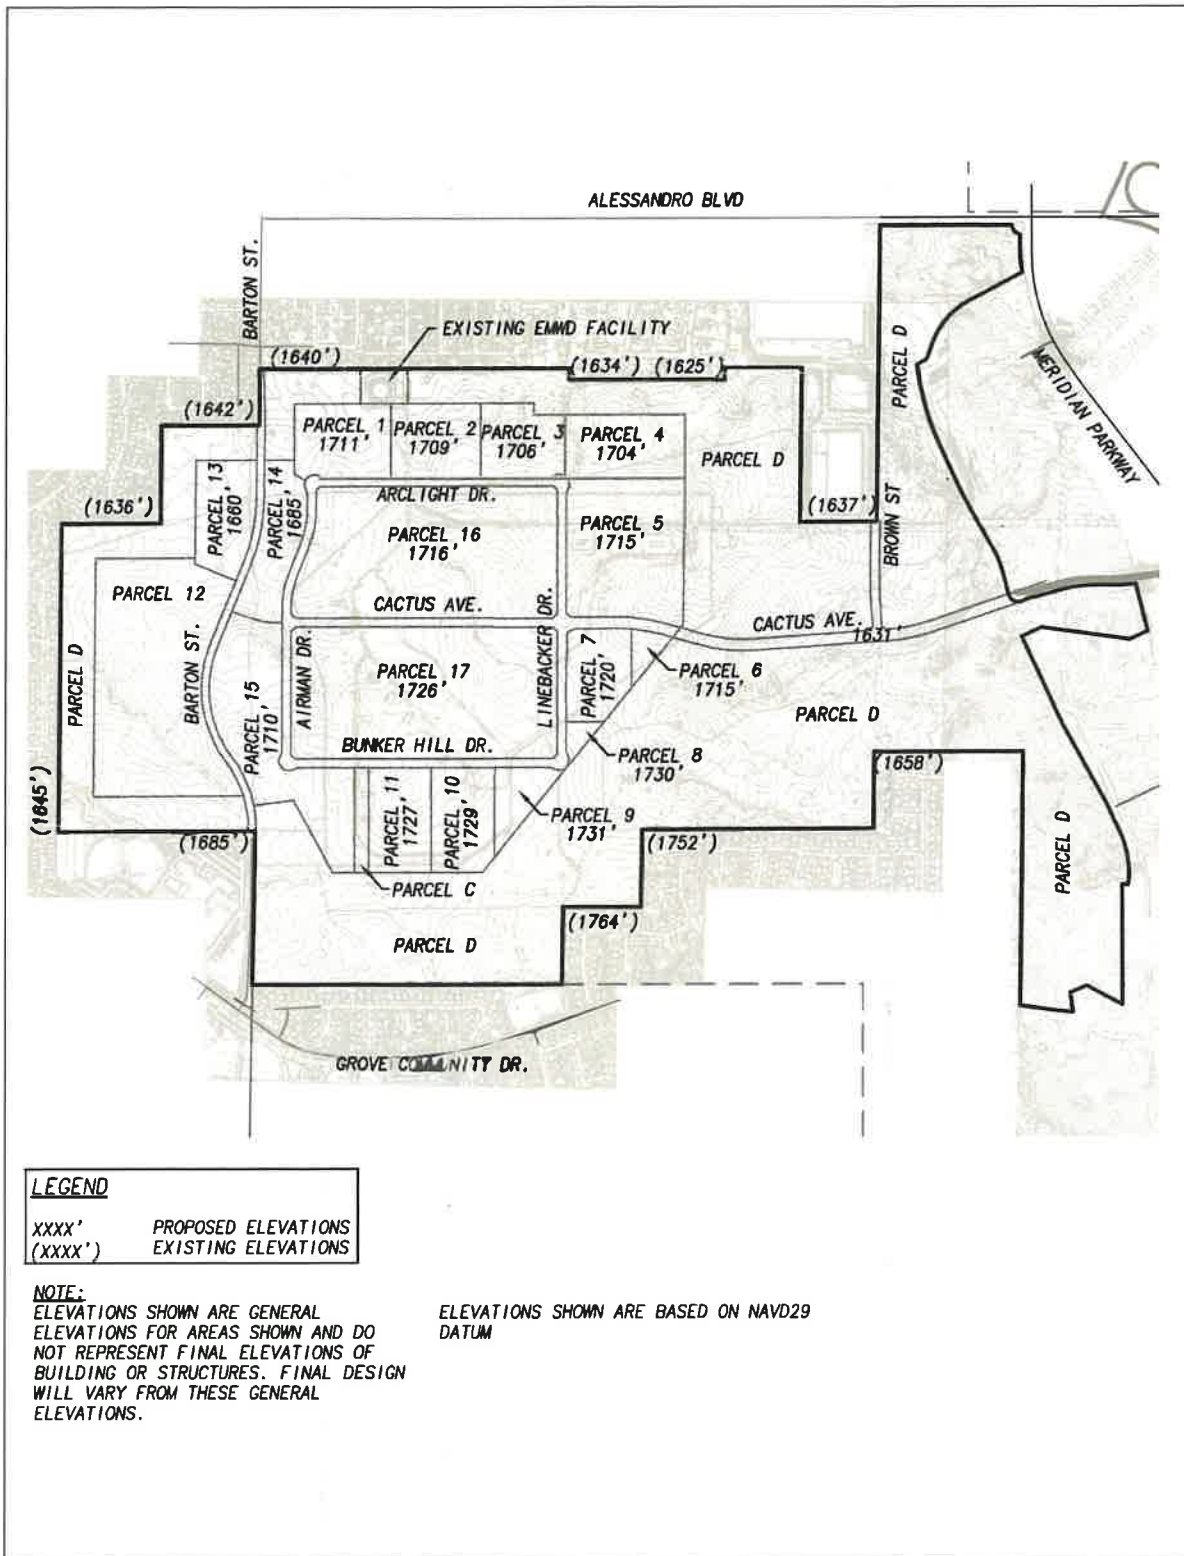 ALESSANDRO BLVD
BARTON ST.
PARCEL D
EXISTING EMWD FACILITY
(1640')
(1634')
(1625')
PARCEL D
MERIDIAN PARKWAY
(1642')
PARCEL 1
1711'
PARCEL 2
1709'
PARCEL 3
1706'
PARCEL 4
1704'
PARCEL D
PARCEL 13
1660'
PARCEL 14
1685'
ARCLIGHT DR.
(1636')
(1637')
BROWN ST
PARCEL 16
1716'
PARCEL 5
1715'
PARCEL 12
CACTUS AVE.
LINEBACKER DR.
CACTUS AVE.
1631'
PARCEL D
BARTON ST.
PARCEL 15
1710'
AIRMAN DR.
PARCEL 17
1726'
PARCEL 7
1720'
PARCEL 6
1715'
PARCEL D
BUNKER HILL DR.
PARCEL 8
1730'
(1658')
(1645')
PARCEL 11
1727'
PARCEL 10
1729'
PARCEL 9
1731'
PARCEL D
(1685')
(1752')
PARCEL C
(1764')
PARCEL D
GROVE COMMUNITY DR.
LEGEND
XXXX' PROPOSED ELEVATIONS
(XXXX') EXISTING ELEVATIONS
NOTE:
ELEVATIONS SHOWN ARE GENERAL
ELEVATIONS FOR AREAS SHOWN AND DO
NOT REPRESENT FINAL ELEVATIONS OF
BUILDING OR STRUCTURES. FINAL DESIGN
WILL VARY FROM THESE GENERAL
ELEVATIONS.
ELEVATIONS SHOWN ARE BASED ON NAVD29
DATUM